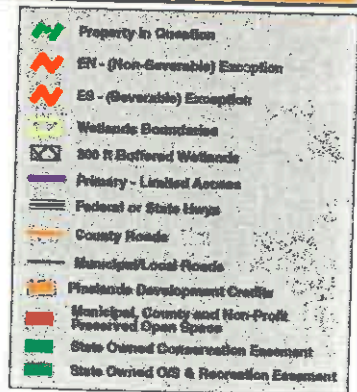 Property In Question
EN - (Non-Severable) Exception
ES - (Severable) Exception
Wetlands Boundaries
300 ft Buffered Wetlands
Primary - Limited Access
Federal or State Hwys
County Roads
Municipal/Local Roads
Pinelands Development Credits
Municipal, County and Non-Profit
Preserved Open Space
State Owned Conservation Easement
State Owned O/S & Recreation Easement